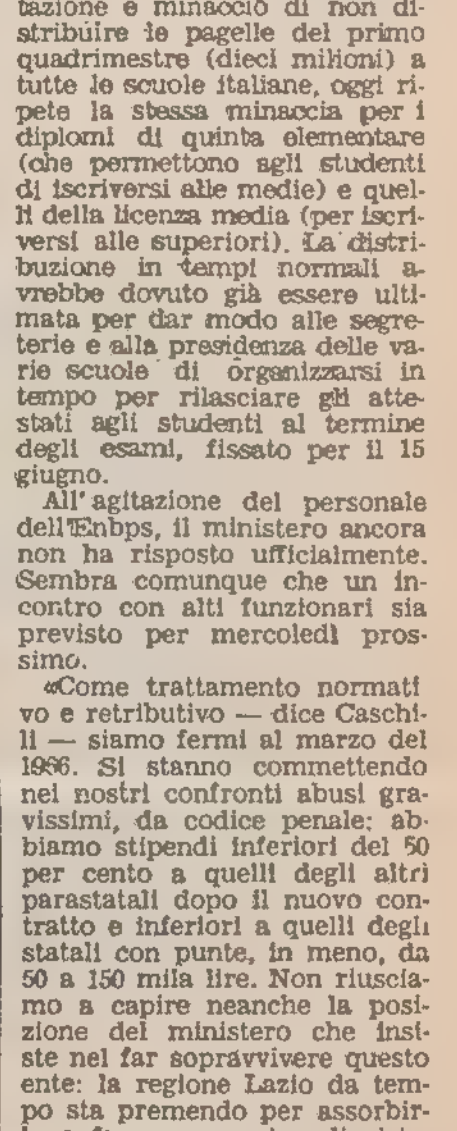 tazione e minacciò di non di-
stribuire le pagelle del primo
quadrimestre (dieci milioni) a
tutte le scuole italiane, oggi ri-
pete la stessa minaccia per i
diplomi di quinta elementare
(che permettono agli studenti
di iscriversi alle medie) e quel-
li della licenza media (per iscri-
versi alle superiori). La distri-
buzione in tempi normali a-
vrebbe dovuto già essere ulti-
mata per dar modo alle segre-
terie e alla presidenza delle va-
rie scuole di organizzarsi in
tempo per rilasciare gli atte-
stati agli studenti al termine
degli esami, fissato per il 15
giugno.
All'agitazione del personale
dell'Enbps, il ministero ancora
non ha risposto ufficialmente.
Sembra comunque che un in-
contro con alti funzionari sia
previsto per mercoledì pros-
simo.
«Come trattamento normati
vo e retributivo — dice Caschi-
li — siamo fermi al marzo del
1966. Si stanno commettendo
nei nostri confronti abusi gra-
vissimi, da codice penale: ab-
biamo stipendi inferiori del 50
per cento a quelli degli altri
parastatali dopo il nuovo con-
tratto e inferiori a quelli degli
statali con punte, in meno, da
50 a 150 mila lire. Non riuscia-
mo a capire neanche la posi-
zione del ministero che insi-
ste nel far sopravvivere questo
ente: la regione Lazio da tem-
po sta premendo per assorbir-